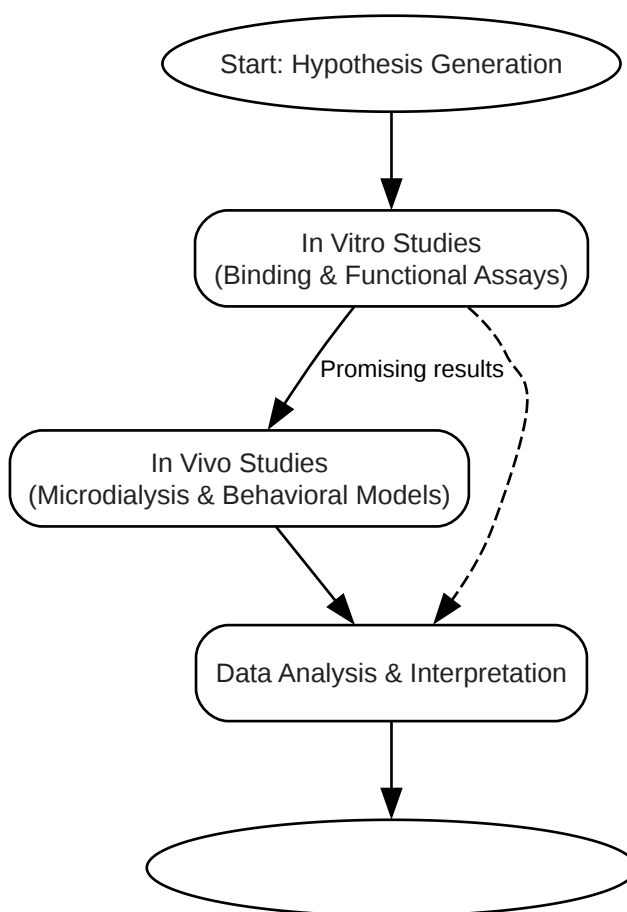 Start: Hypothesis Generation
In Vitro Studies
(Binding & Functional Assays)
Promising results
In Vivo Studies
(Microdialysis & Behavioral Models)
Data Analysis & Interpretation